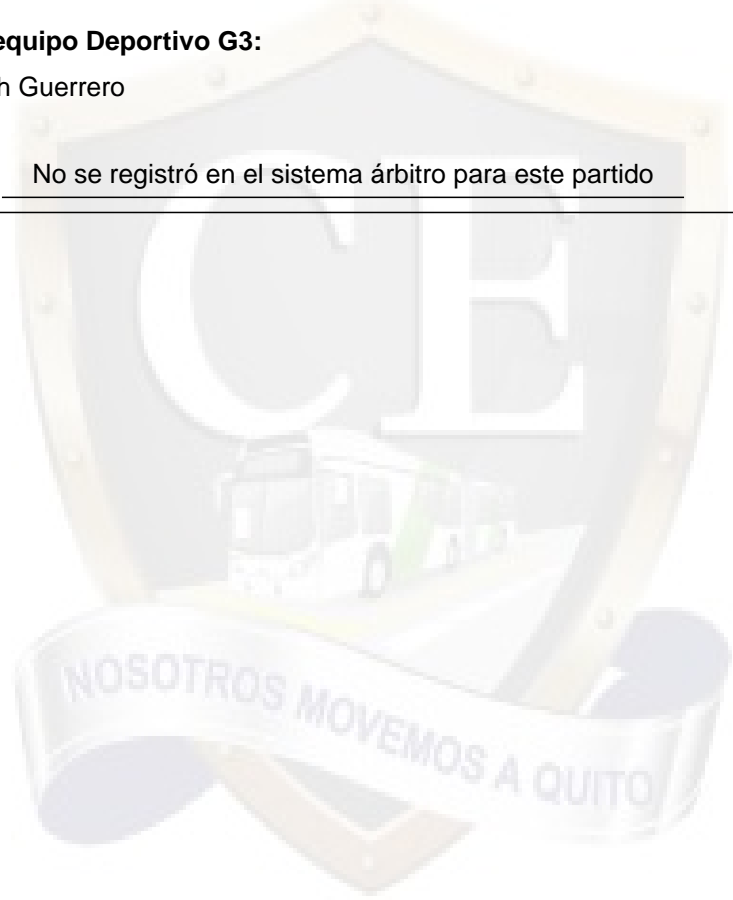 equipo Deportivo G3:
h Guerrero
No se registró en el sistema árbitro para este partido
CE
NOSOTROS MOVEMOS A QUITO